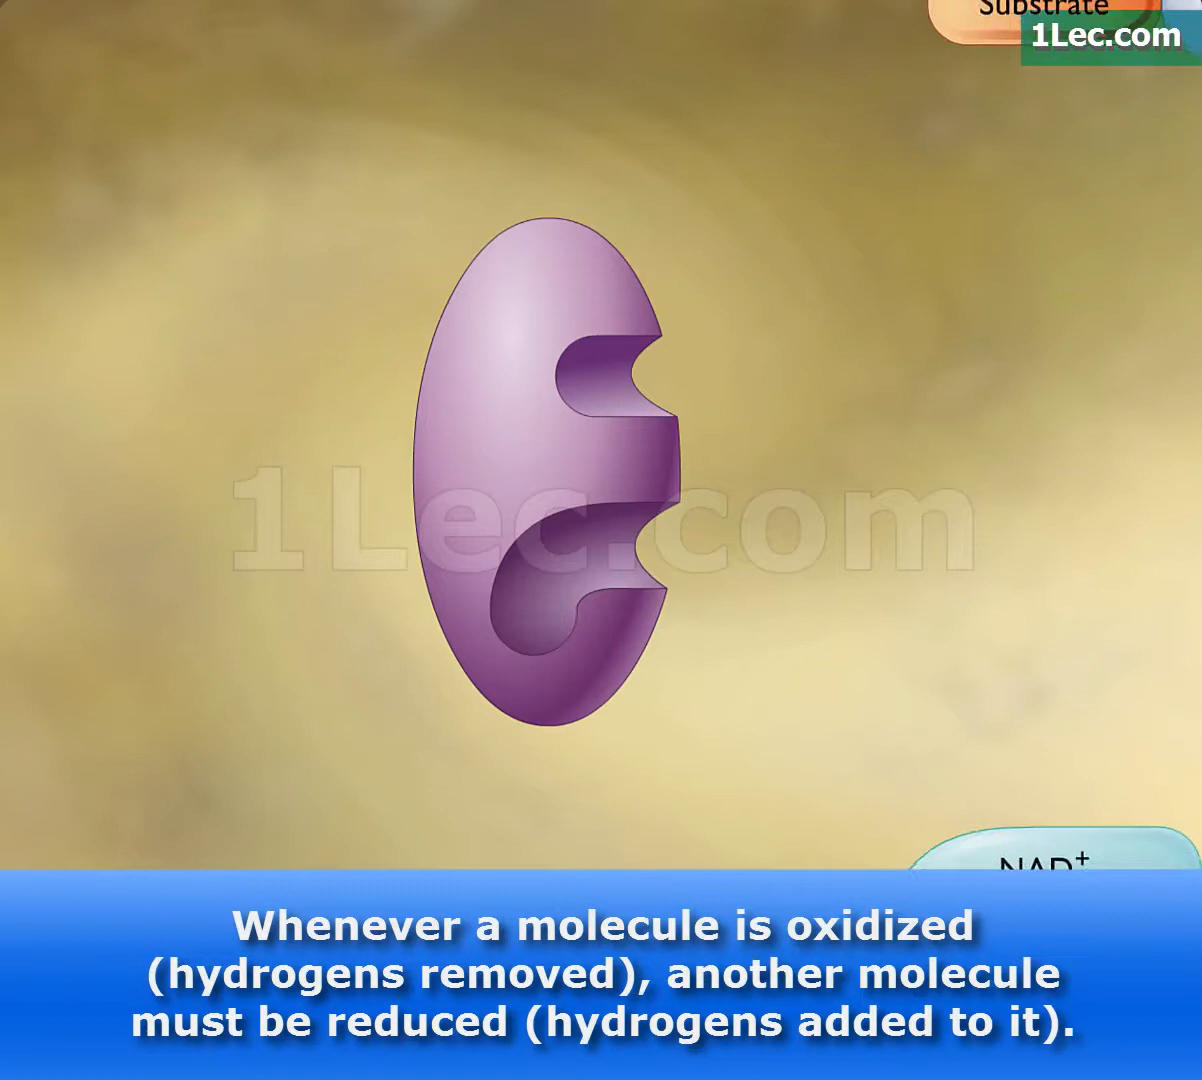 Substrate
1Lec.com
1Lec.com
NAD+
Whenever a molecule is oxidized
(hydrogens removed), another molecule
must be reduced (hydrogens added to it).